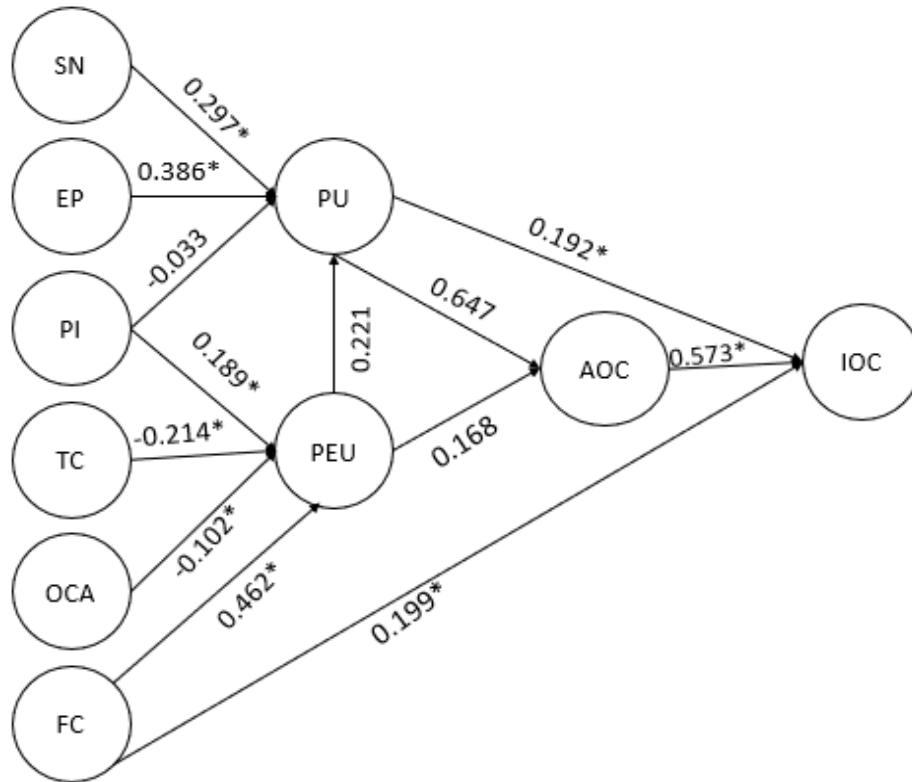 SN
0.297*
EP
0.386*
PU
0.192*
PI
-0.033
0.647
0.221
0.189*
AOC
0.573*
IOC
TC
-0.214*
PEU
0.168
OCA
-0.102*
0.462*
0.199*
FC